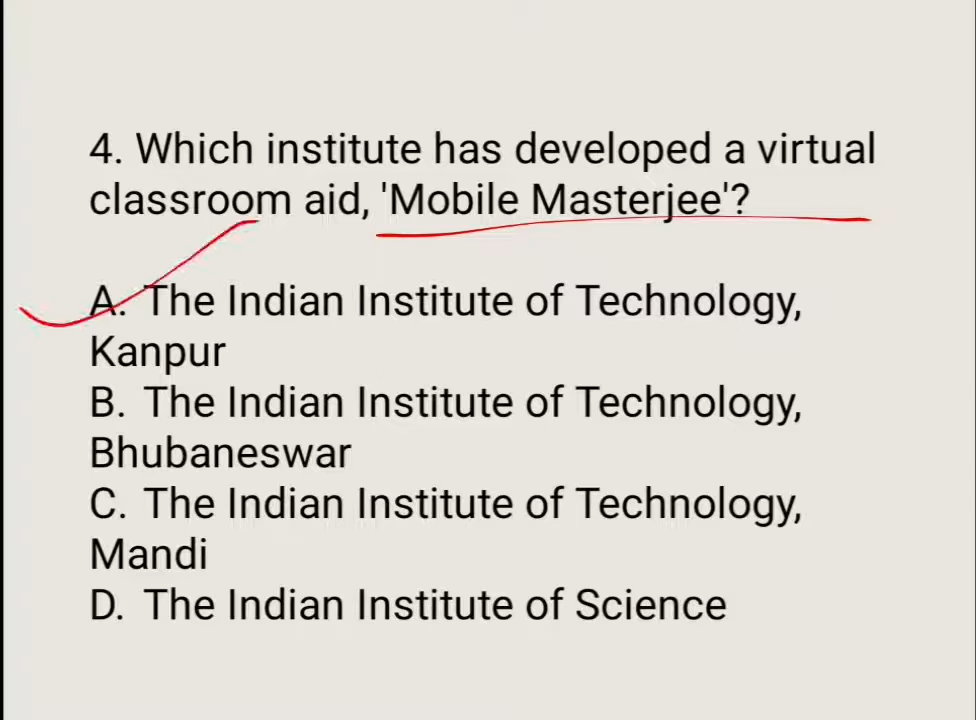 4. Which institute has developed a virtual
classroom aid, 'Mobile Masterjee'?
A. The Indian Institute of Technology,
Kanpur
B. The Indian Institute of Technology,
Bhubaneswar
C. The Indian Institute of Technology,
Mandi
D. The Indian Institute of Science